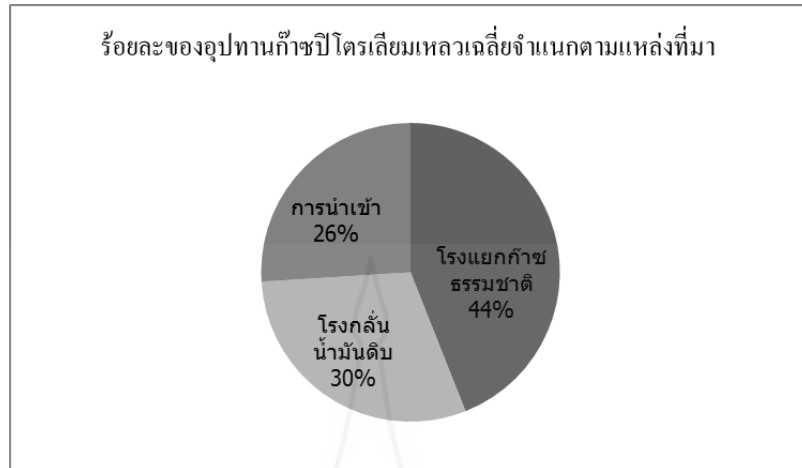 ร้อยละของอุปทานก๊าซปิโตรเลียมเหลวเฉลี่ยจำแนกตามแหล่งที่มา
การนำเข้า
26%
โรงแยกก๊าซ
ธรรมชาติ
44%
โรงกลั่น
น้ำมันดิบ
30%